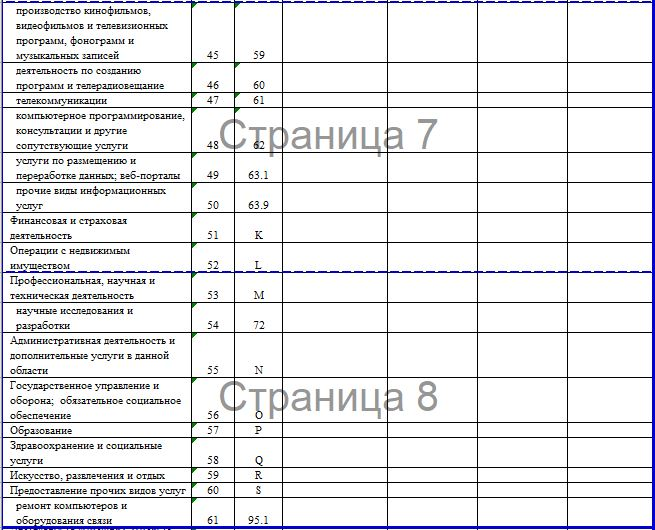 производство кинофильмов,
видеофильмов и телевизионных
программ, фонограмм и
музыкальных записей 45 59
деятельность по созданию
программ и телерадиовещание 46 60
телекоммуникации 47 61
компьютерное программирование,
консультации и другие
сопутствующие услуги 48 62
Страница 7
услуги по размещению и
переработке данных; веб-порталы 49 63.1
прочие виды информационных
услуг 50 63.9
Финансовая и страховая
деятельность 51 K
Операции с недвижимым
имуществом 52 L
Профессиональная, научная и
техническая деятельность 53 M
научные исследования и
разработки 54 72
Административная деятельность и
дополнительные услуги в данной
области 55 N
Государственное управление и
оборона; обязательное социальное
обеспечение 56 O
Страница 8
Образование 57 P
Здравоохранение и социальные
услуги 58 Q
Искусство, развлечения и отдых 59 R
Предоставление прочих видов услуг 60 S
ремонт компьютеров и
оборудования связи 61 95.1